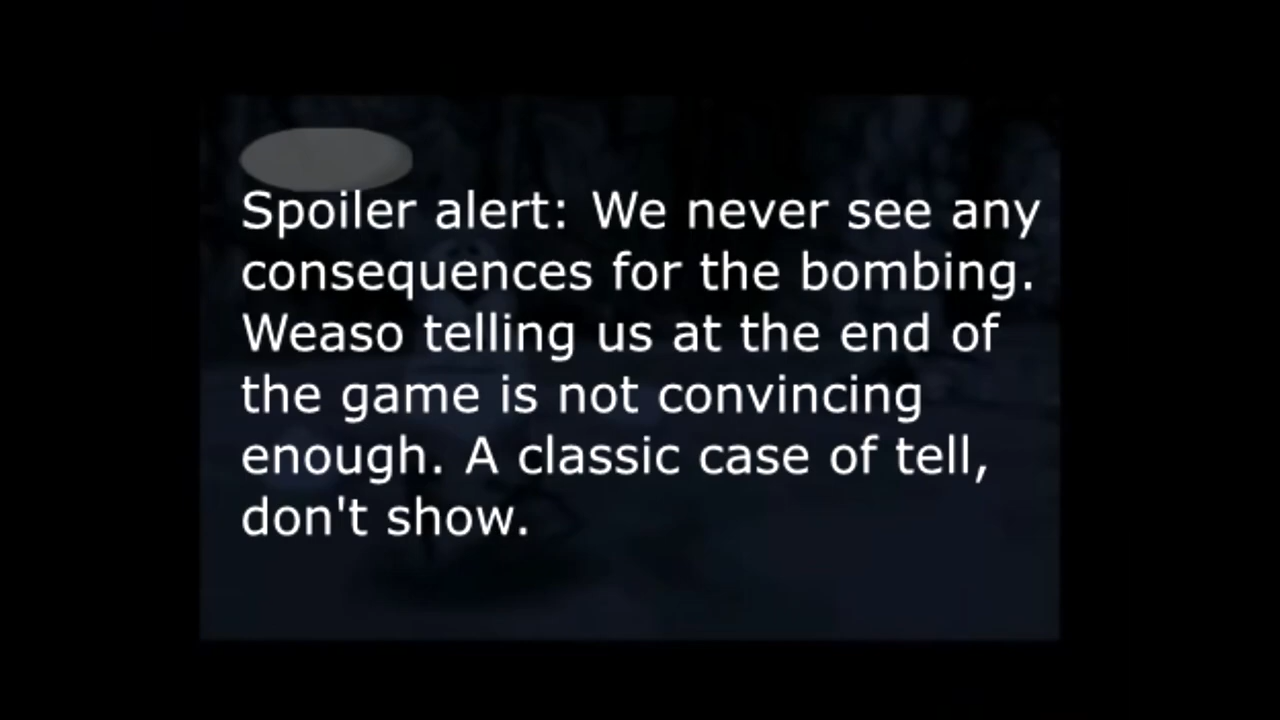 Spoiler alert: We never see any
consequences for the bombing.
Weaso telling us at the end of
the game is not convincing
enough. A classic case of tell,
don't show.